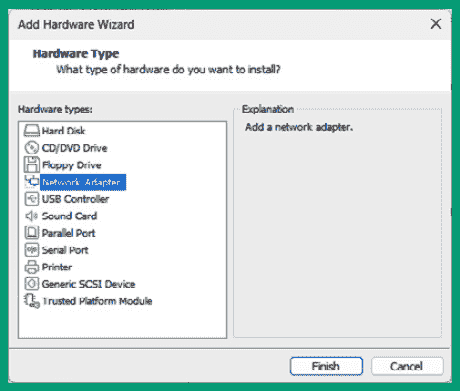 Add Hardware Wizard
Hardware Type
What type of hardware do you want to install?
Hardware types:
Hard Disk
CD/DVD Drive
Floppy Drive
Network Adapter
USB Controller
Sound Card
Parallel Port
Serial Port
Printer
Generic SCSI Device
Trusted Platform Module
Explanation
Add a network adapter.
Finish
Cancel